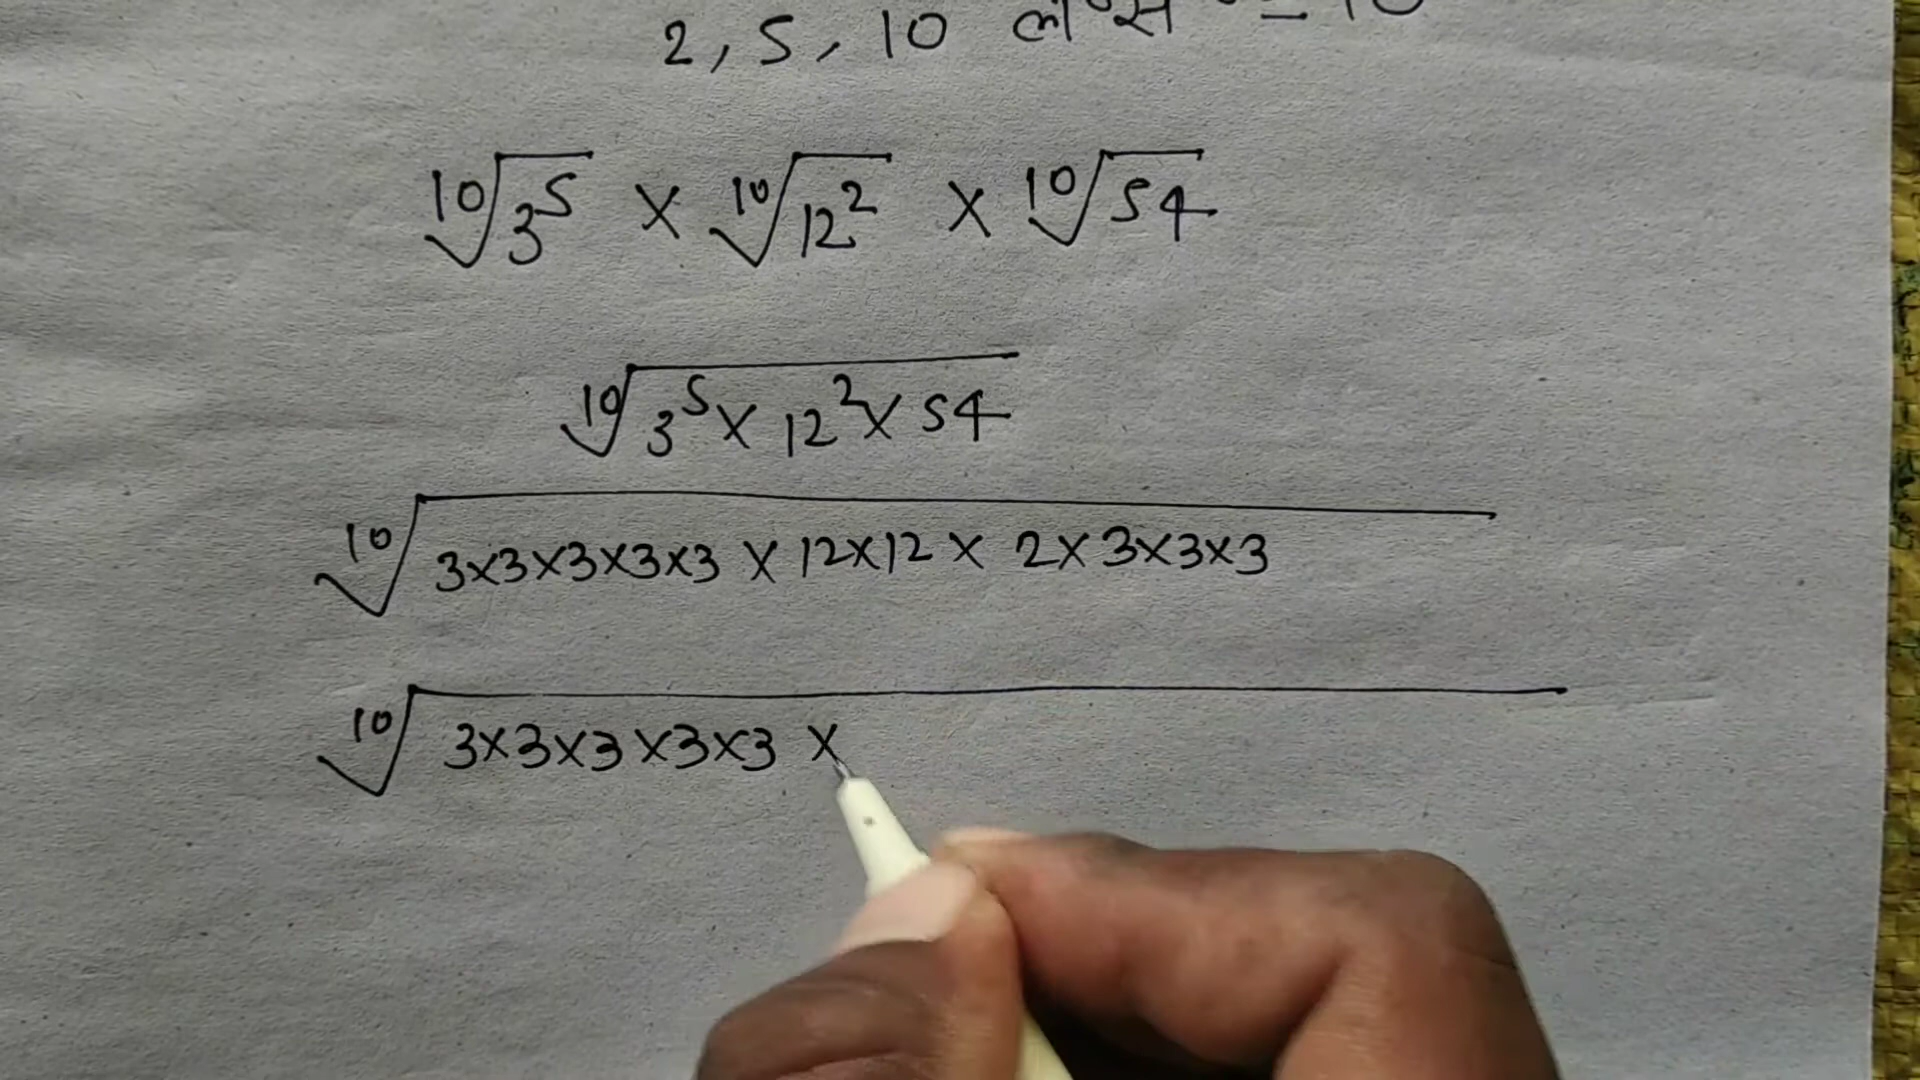 2, 5, 10
¹⁰√3⁵ × ¹⁰√12² × ¹⁰√54
¹⁰√3⁵ × 12² × 54
¹⁰√3×3×3×3×3 × 12×12 × 2×3×3×3
¹⁰√3×3×3×3×3 ×